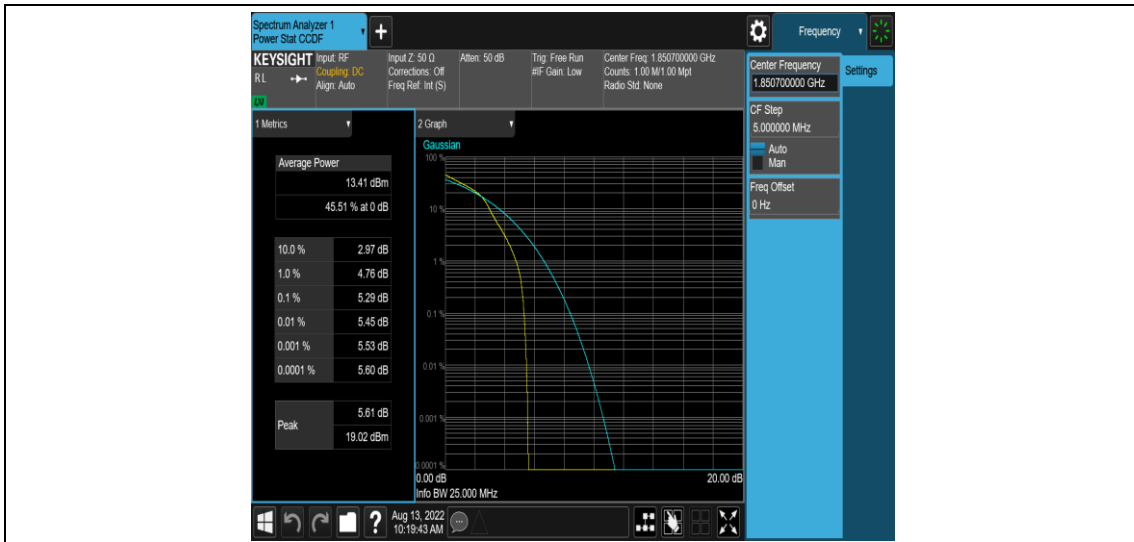 Spectrum Analyzer 1
Power Stat CCDF
Frequency
KEYSIGHT
Input: RF
Input Z: 50 Ω
Atten: 50 dB
Trig: Free Run
Center Freq: 1.850700000 GHz
RL
Coupling: DC
Corrections: Off
#IF Gain: Low
Counts: 1.00 M/1.00 Mpt
Align: Auto
Freq Ref: Int (S)
Radio Std: None
Center Frequency
1.850700000 GHz
Settings
CF Step
5.000000 MHz
Auto
Man
Freq Offset
0 Hz
1 Metrics
Average Power
13.41 dBm
45.51 % at 0 dB
10.0 % 2.97 dB
1.0 % 4.76 dB
0.1 % 5.29 dB
0.01 % 5.45 dB
0.001 % 5.53 dB
0.0001 % 5.60 dB
Peak
5.61 dB
19.02 dBm
2 Graph
Gaussian
100 %
10 %
1 %
0.1 %
0.01 %
0.001 %
0.0001 %
0.00 dB
20.00 dB
Info BW 25.000 MHz
?
Aug 13, 2022
10:19:43 AM